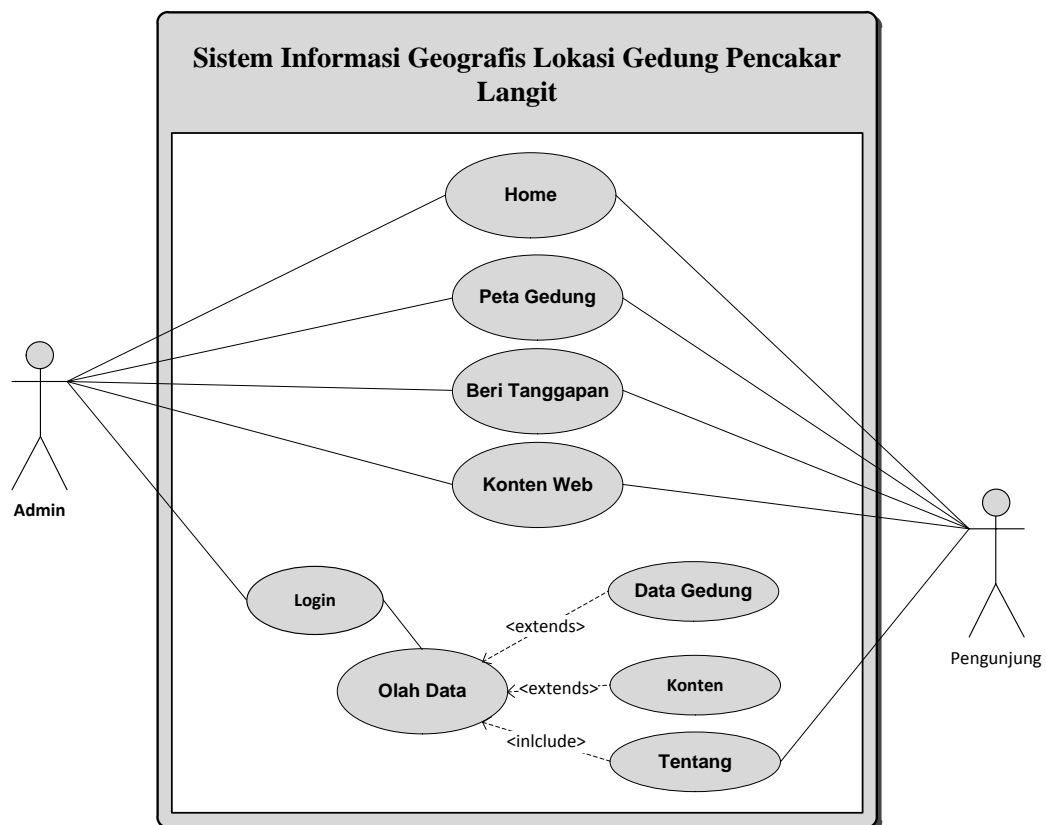 Sistem Informasi Geografis Lokasi Gedung Pencakar
Langit
Home
Peta Gedung
Beri Tanggapan
Konten Web
Admin
Login
Data Gedung
<extends>
Olah Data
<extends>
Konten
<inlclude>
Tentang
Pengunjung